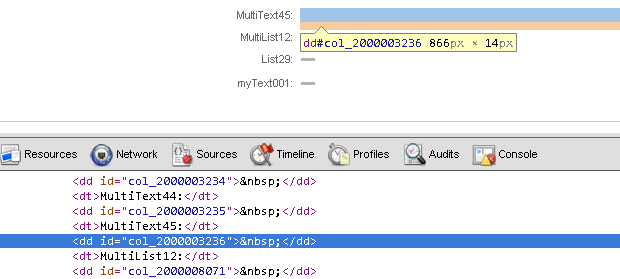 MultiText45:
MultiList12:
dd#col_2000003236 866px × 14px
List29:
myText001:
Resources Network Sources Timeline Profiles Audits Console
<dd id="col_2000003234">&nbsp;</dd>
<dt>MultiText44:</dt>
<dd id="col_2000003235">&nbsp;</dd>
<dt>MultiText45:</dt>
<dd id="col_2000003236">&nbsp;</dd>
<dt>MultiList12:</dt>
<dd id="col_2000008071">&nbsp;</dd>